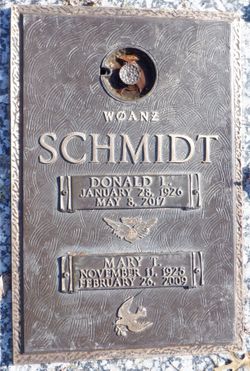 WØANZ
SCHMIDT
DONALD L.
JANUARY 28, 1926
MAY 8, 2017
MARY T.
NOVEMBER 11, 1926
FEBRUARY 26, 2009